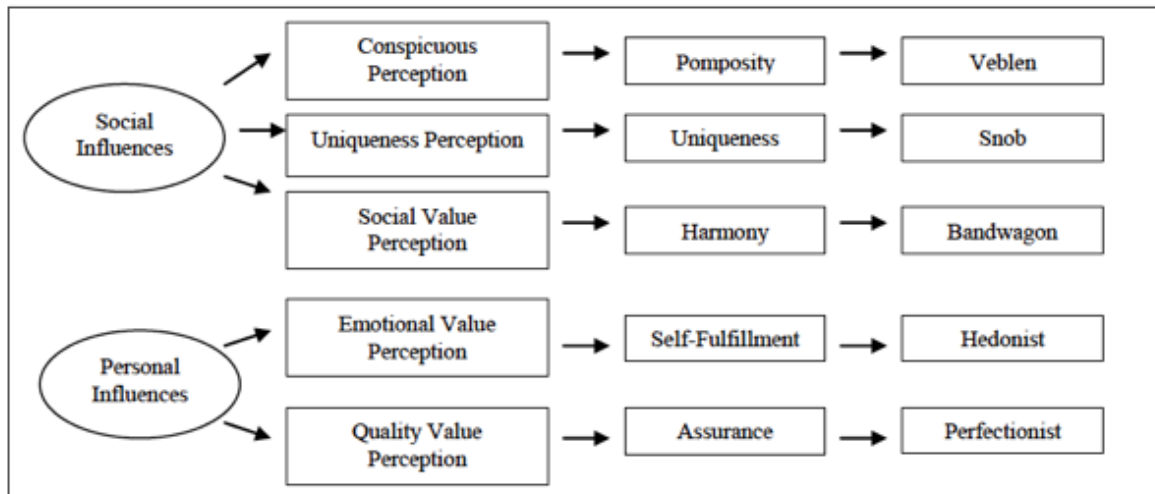 Conspicuous
Perception
Pomposity
Veblen
Social
Influences
Uniqueness Perception
Uniqueness
Snob
Social Value
Perception
Harmony
Bandwagon
Emotional Value
Perception
Self-Fulfillment
Hedonist
Personal
Influences
Quality Value
Perception
Assurance
Perfectionist